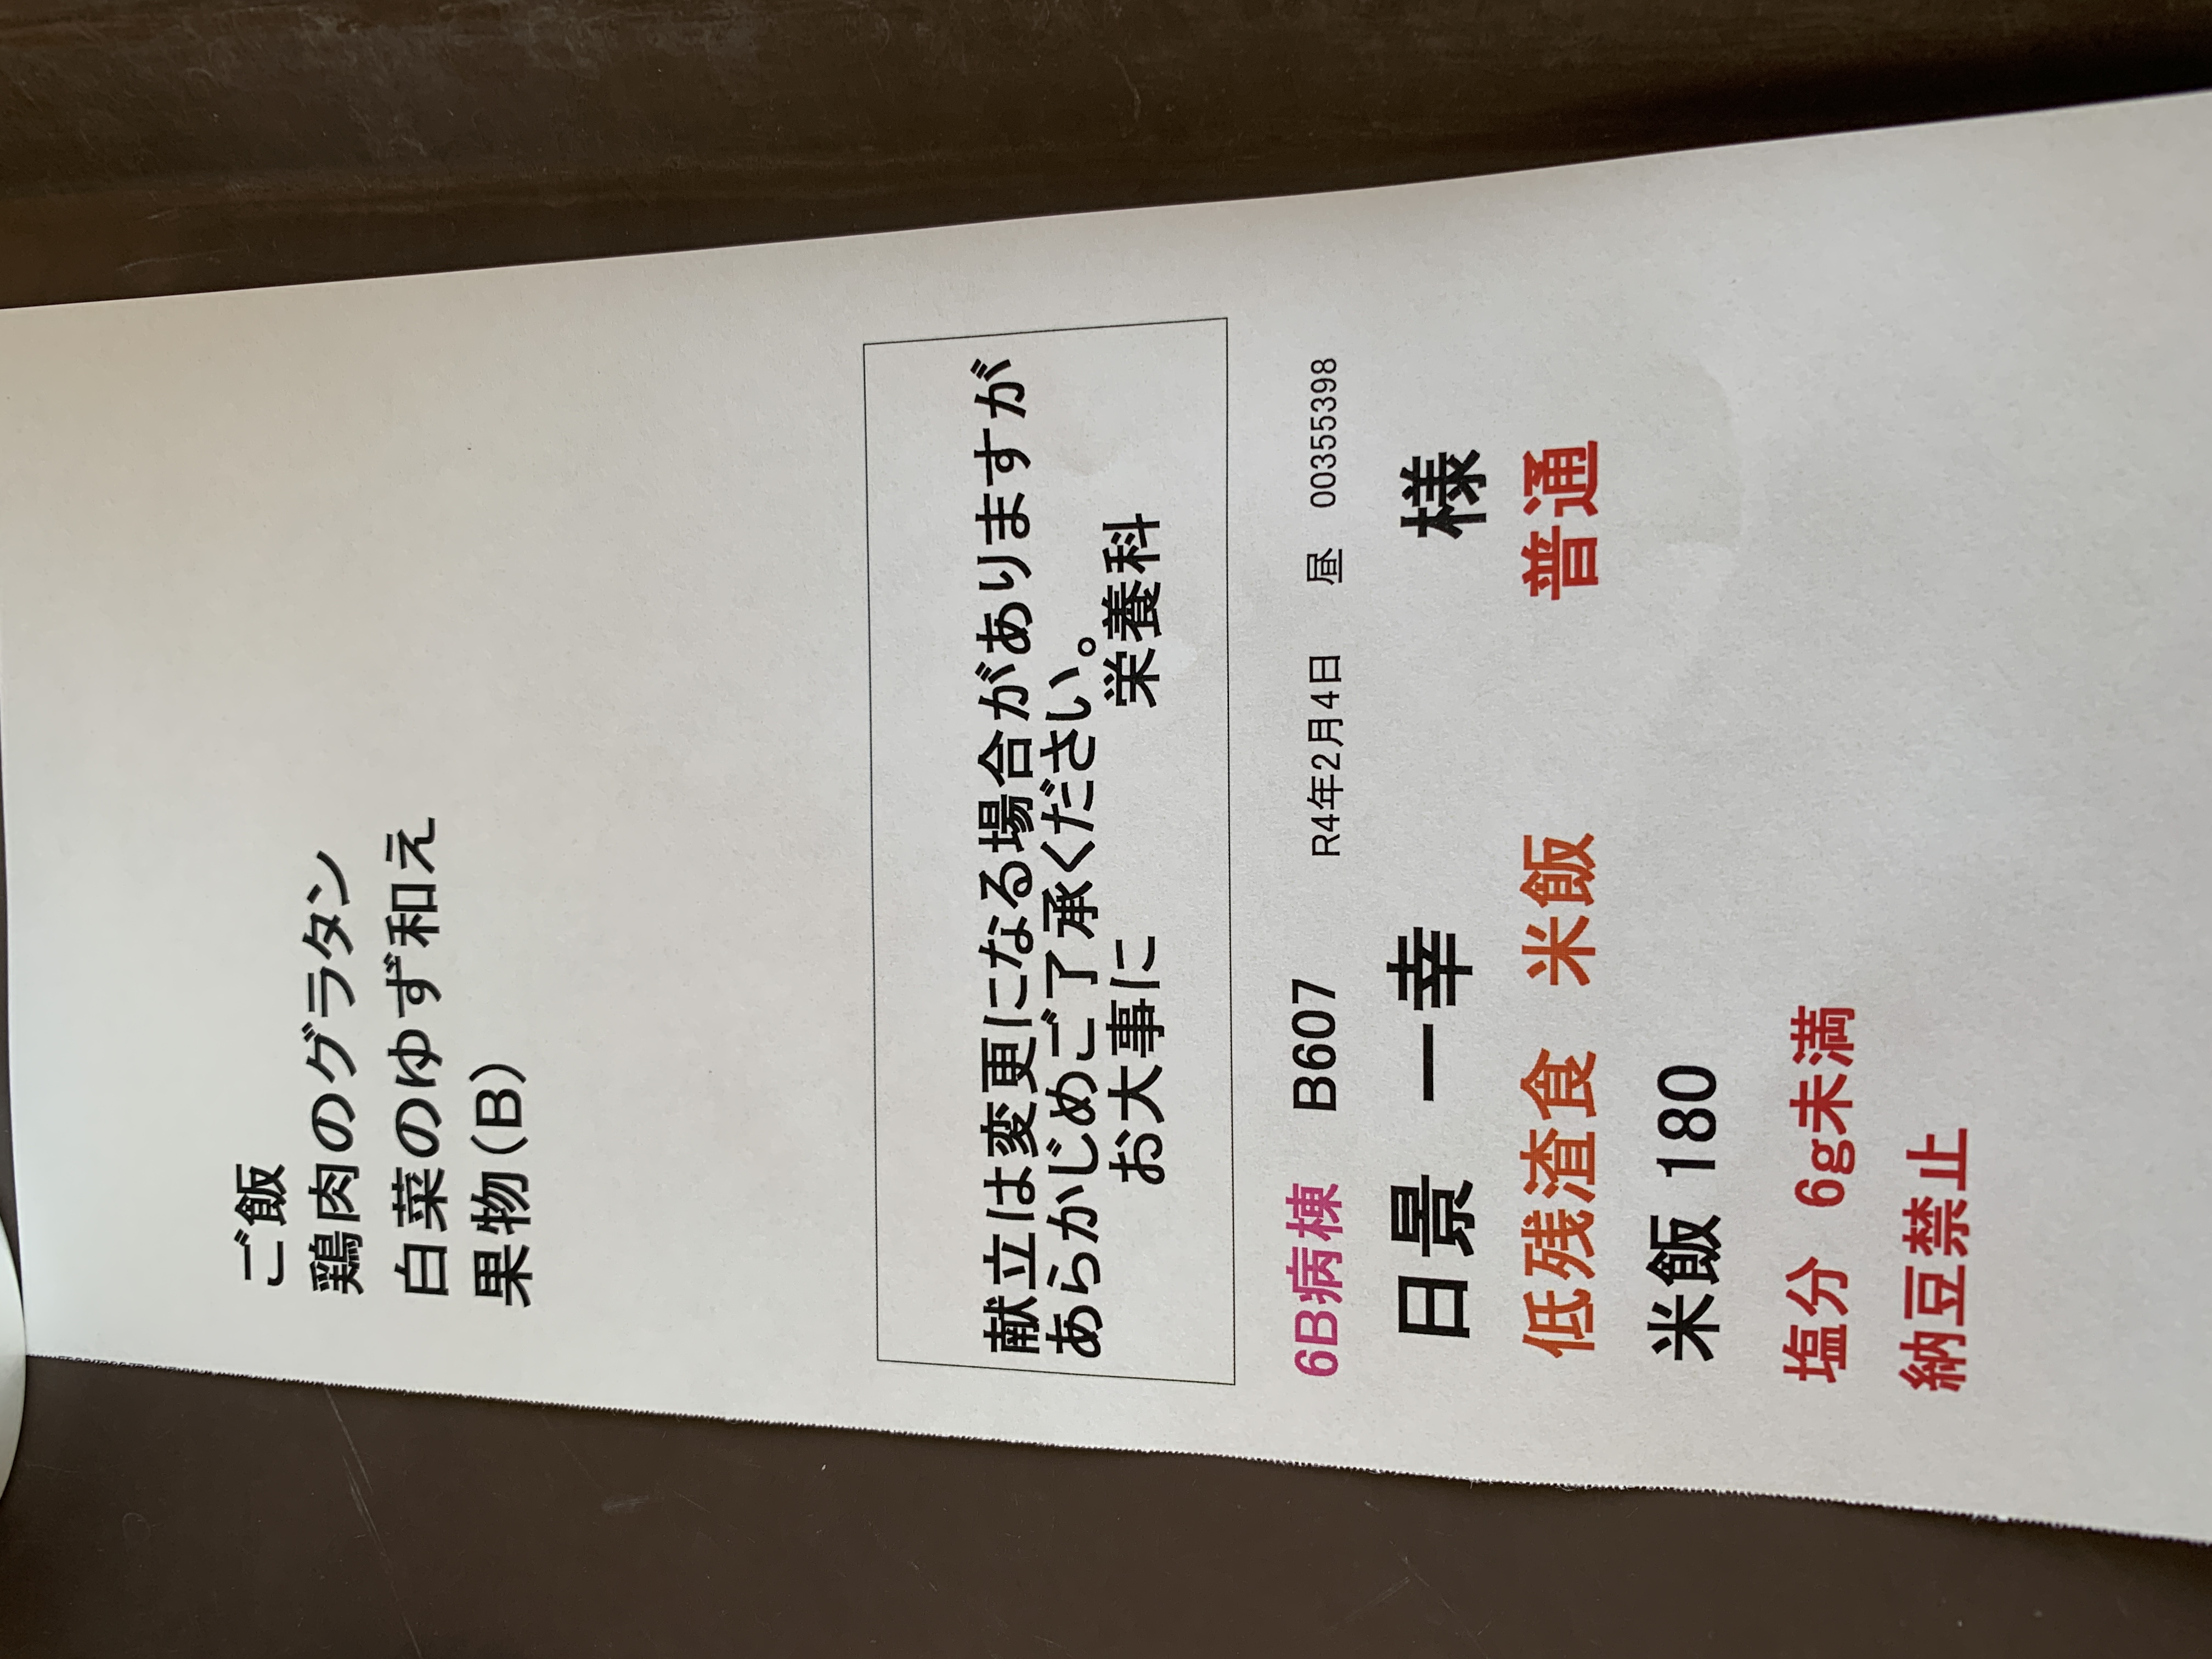 ご飯
鶏肉のグラタン
白菜のゆず和え
果物(B)
献立は変更になる場合がありますが
あらかじめご了承ください。
お大事に 栄養科
6B病棟 B607 R4年2月4日 昼 00355398
日景 一幸 様
低残渣食 米飯 普通
米飯 180
塩分 6g未満
納豆禁止